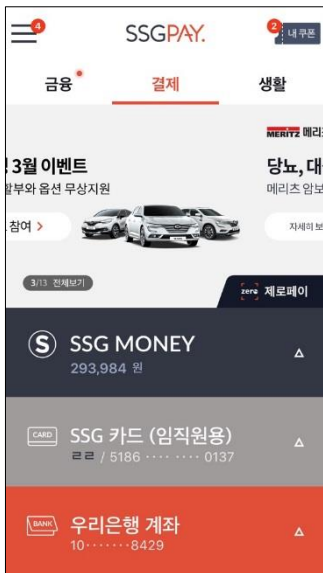 4
SSGPAY.
2
내 쿠폰
금융
결제
생활
3월 이벤트
할부와 옵션 무상지원
참여 >
MERITZ 메리츠
당뇨, 대
메리츠 암보
자세히 보
3/13 전체보기
zero 제로페이
S
SSG MONEY
293,984 원
CARD
SSG 카드 (임직원용)
ㄹㄹ / 5186 ···· ···· 0137
BANK
우리은행 계좌
10·······8429